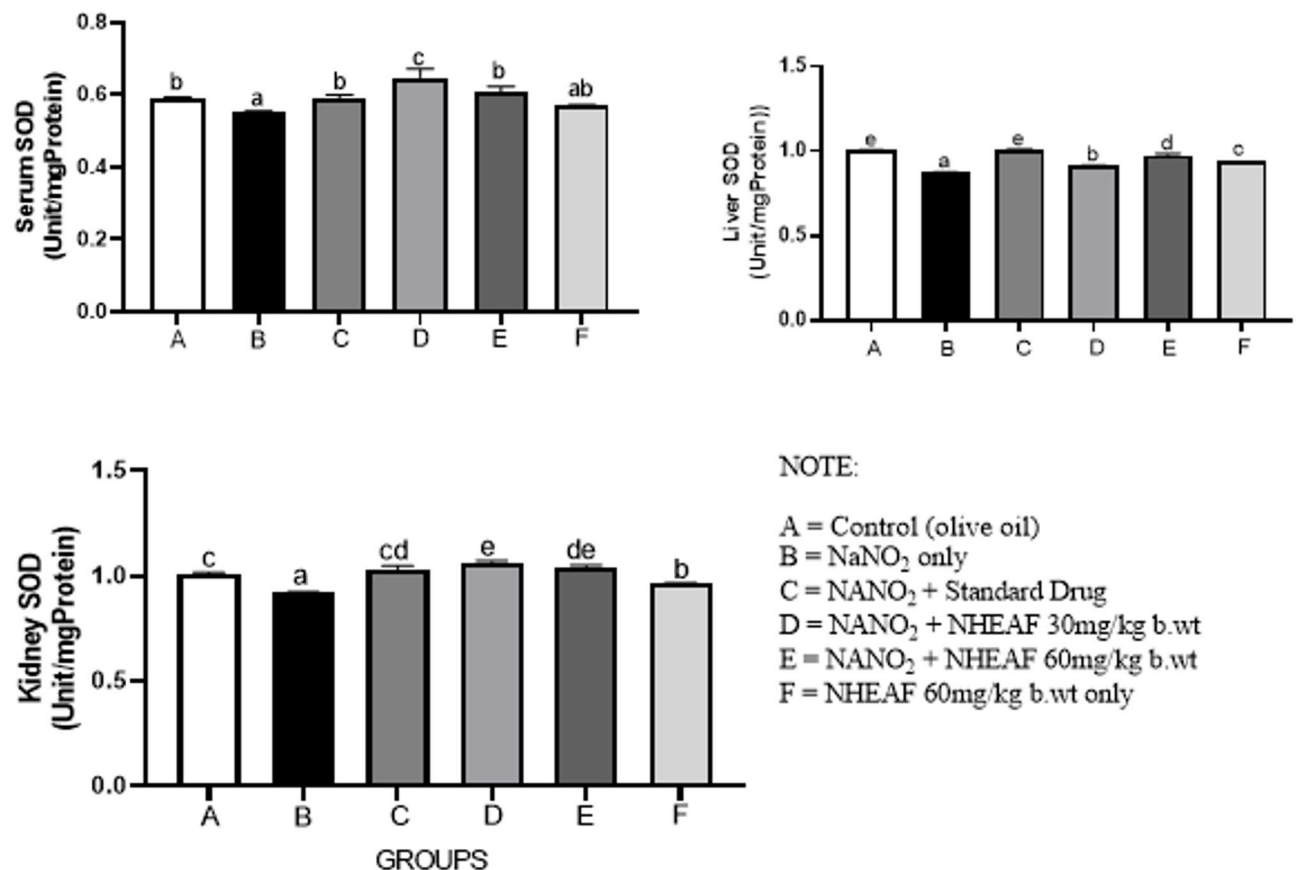 Serum SOD
(Unit/mgProtein)
0.8
0.6
0.4
0.2
0.0
b
a
b
c
b
ab
A
B
C
D
E
F
Liver SOD
(Unit/mgProtein))
1.5
1.0
0.5
0.0
e
a
e
b
d
c
A
B
C
D
E
F
Kidney SOD
(Unit/mgProtein)
1.5
1.0
0.5
0.0
c
a
cd
e
de
b
A
B
C
D
E
F
GROUPS
NOTE:
A = Control (olive oil)
B = NaNO₂ only
C = NANO₂ + Standard Drug
D = NANO₂ + NHEAF 30mg/kg b.wt
E = NANO₂ + NHEAF 60mg/kg b.wt
F = NHEAF 60mg/kg b.wt only